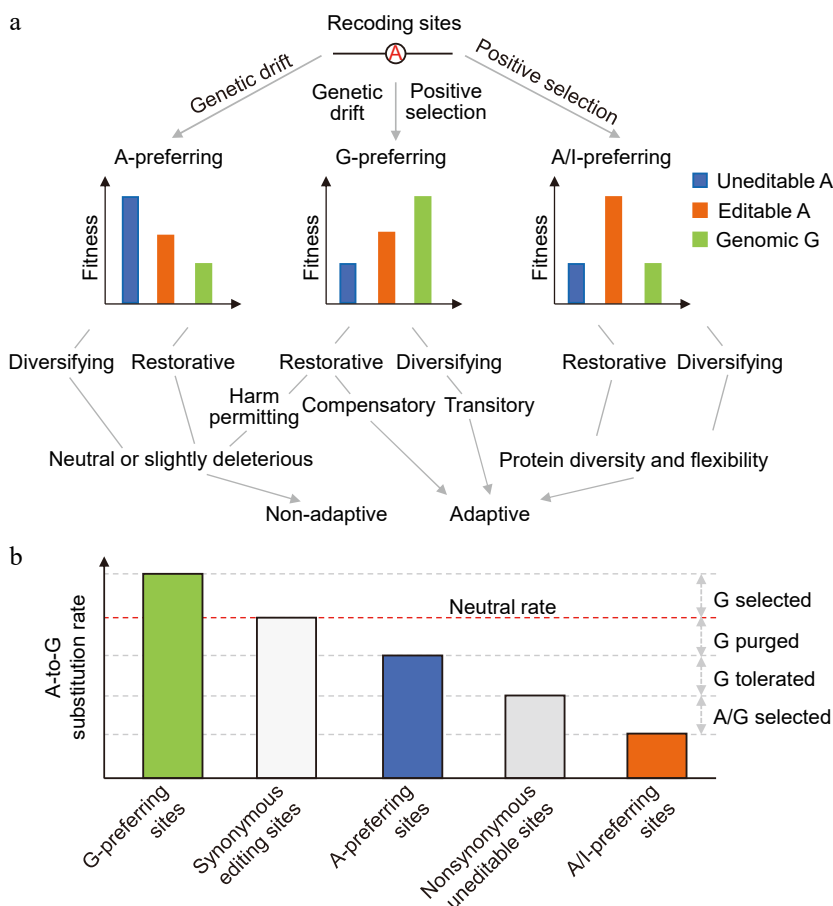 a
Recoding sites
A
Genetic drift
Genetic
drift
Positive
selection
Positive selection
A-preferring
G-preferring
A/I-preferring
Fitness
Fitness
Fitness
Uneditable A
Editable A
Genomic G
Diversifying
Restorative
Restorative
Diversifying
Restorative
Diversifying
Harm
permitting
Compensatory
Transitory
Neutral or slightly deleterious
Protein diversity and flexibility
Non-adaptive
Adaptive
b
A-to-G
substitution rate
Neutral rate
G selected
G purged
G tolerated
A/G selected
G-preferring
sites
Synonymous
editing sites
A-preferring
sites
Nonsynonymous
uneditable sites
A/I-preferring
sites